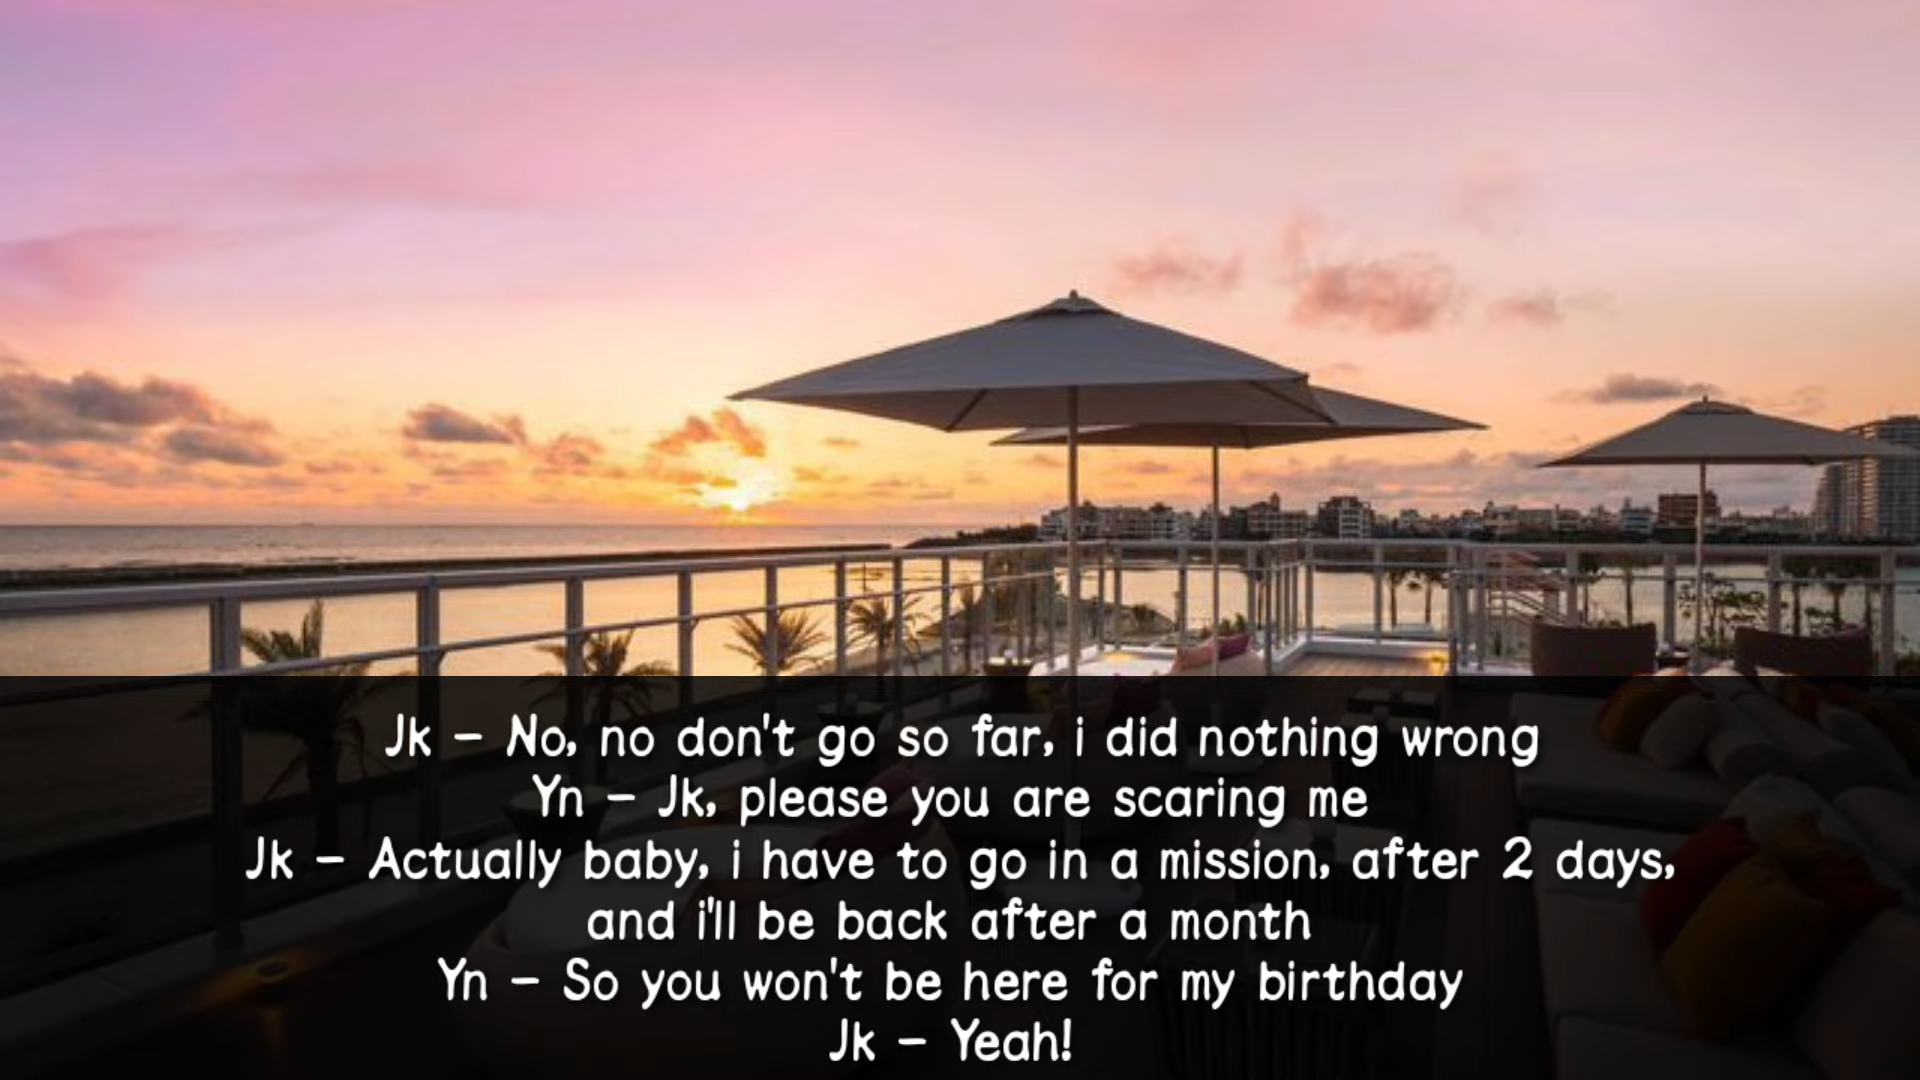 Jk - No, no don't go so far, i did nothing wrong
Yn - Jk, please you are scaring me
Jk - Actually baby, i have to go in a mission, after 2 days,
and i'll be back after a month
Yn - So you won't be here for my birthday
Jk - Yeah!